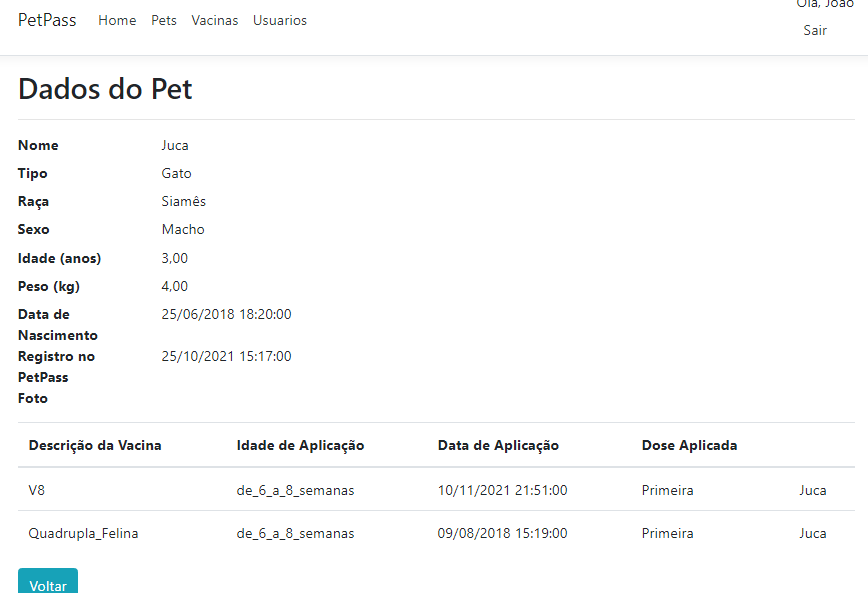 PetPass Home Pets Vacinas Usuarios
Olá, João
Sair
Dados do Pet
Nome Juca
Tipo Gato
Raça Siamês
Sexo Macho
Idade (anos) 3,00
Peso (kg) 4,00
Data de Nascimento 25/06/2018 18:20:00
Registro no PetPass 25/10/2021 15:17:00
Foto
Descrição da Vacina Idade de Aplicação Data de Aplicação Dose Aplicada
V8 de_6_a_8_semanas 10/11/2021 21:51:00 Primeira Juca
Quadrupla_Felina de_6_a_8_semanas 09/08/2018 15:19:00 Primeira Juca
Voltar